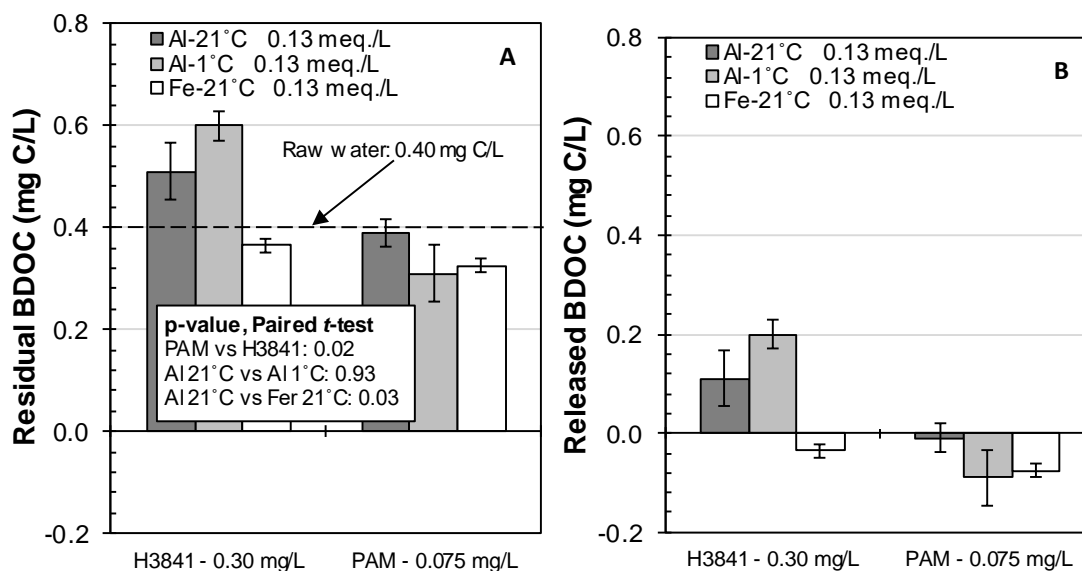 Residual BDOC (mg C/L)
0.8
0.6
0.4
0.2
0.0
-0.2
Al-21˚C 0.13 meq./L
Al-1˚C 0.13 meq./L
Fe-21˚C 0.13 meq./L
A
Raw water: 0.40 mg C/L
p-value, Paired t-test
PAM vs H3841: 0.02
Al 21˚C vs Al 1˚C: 0.93
Al 21˚C vs Fer 21˚C: 0.03
H3841 - 0.30 mg/L
PAM - 0.075 mg/L
Released BDOC (mg C/L)
0.8
0.6
0.4
0.2
0.0
-0.2
Al-21˚C 0.13 meq./L
Al-1˚C 0.13 meq./L
Fe-21˚C 0.13 meq./L
B
H3841 - 0.30 mg/L
PAM - 0.075 mg/L